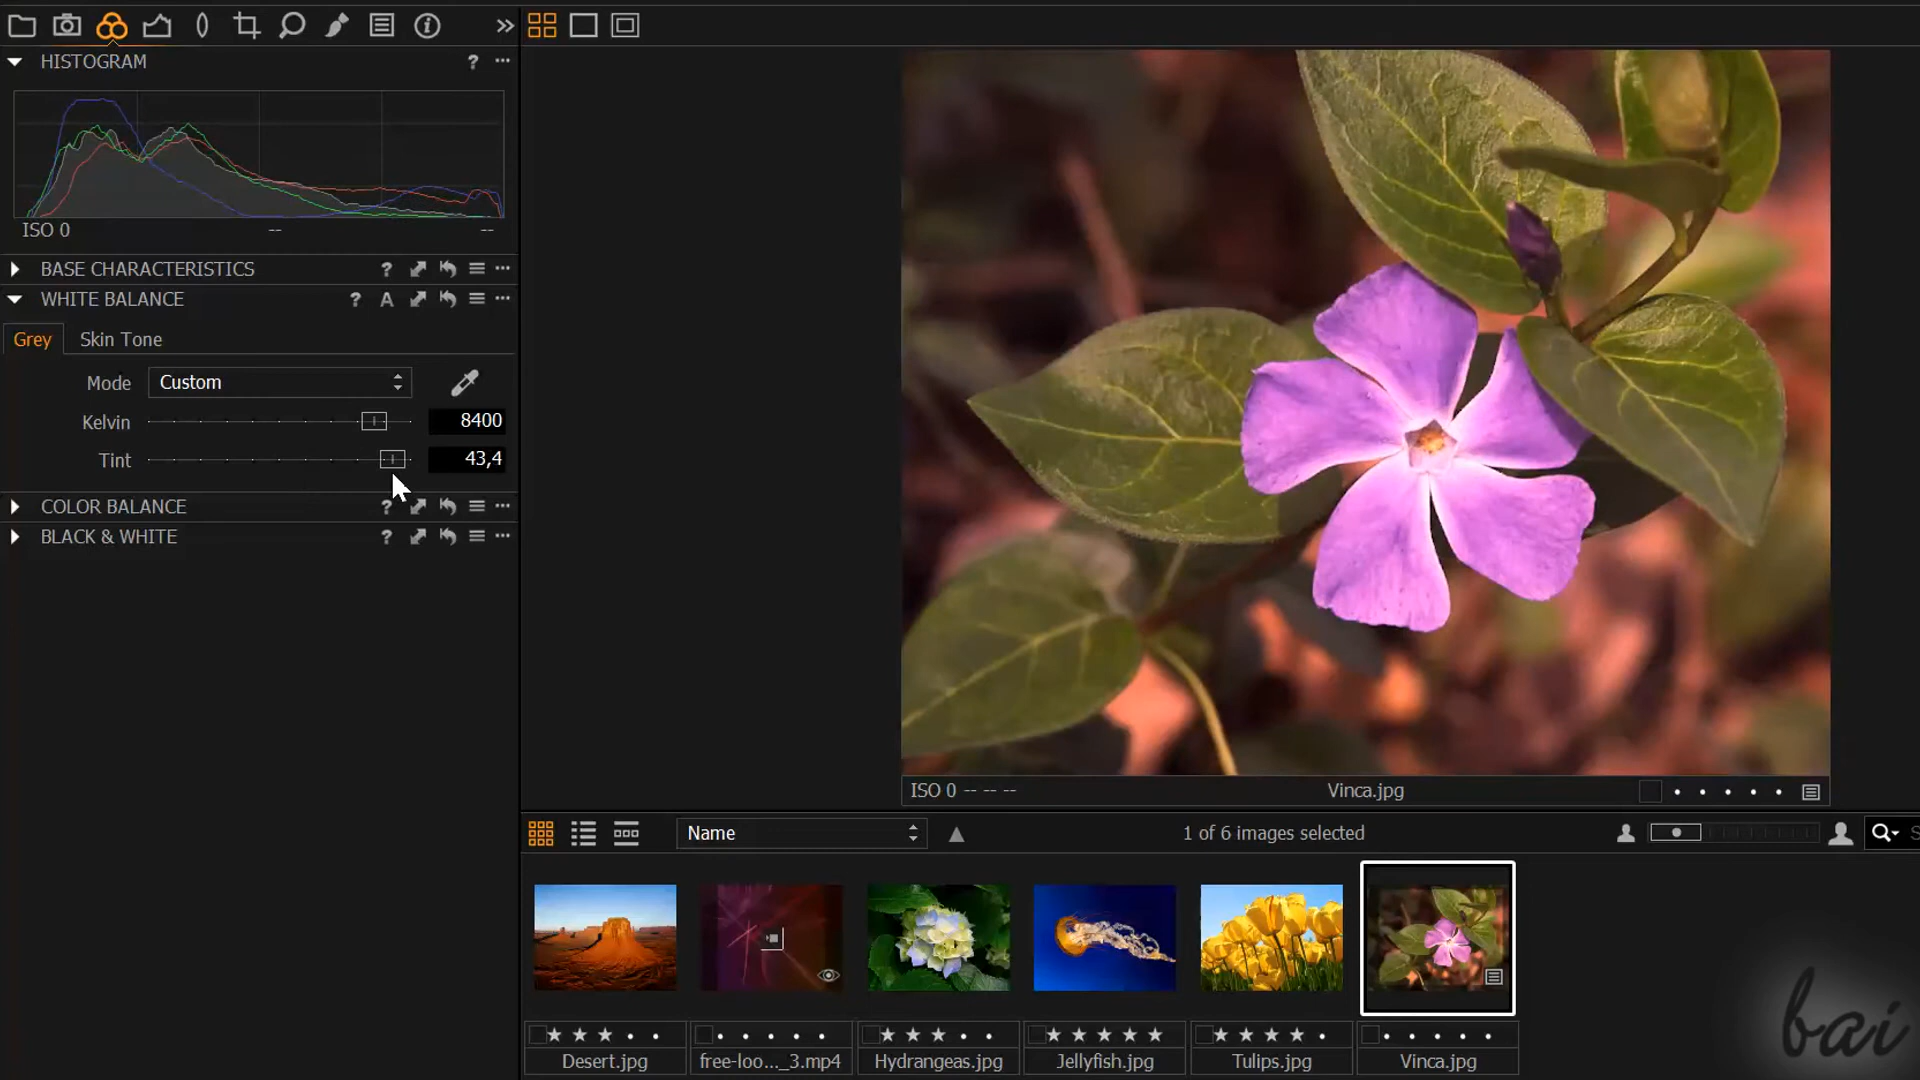 HISTOGRAM ?
ISO 0 -- --
BASE CHARACTERISTICS ?
WHITE BALANCE ? A
Grey Skin Tone
Mode Custom
Kelvin 8400
Tint 43,4
COLOR BALANCE ?
BLACK & WHITE ?
ISO 0 -- -- -- Vinca.jpg
Name 1 of 6 images selected
Desert.jpg free-loo..._3.mp4 Hydrangeas.jpg Jellyfish.jpg Tulips.jpg Vinca.jpg
bai